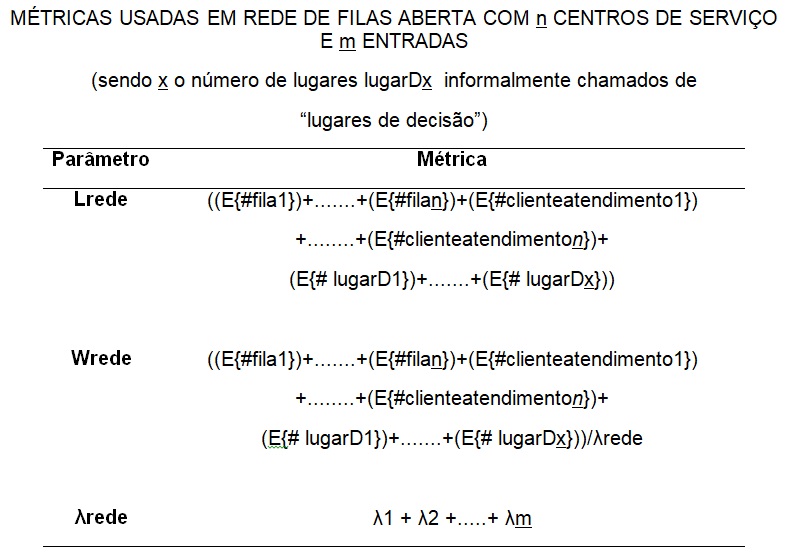 MÉTRICAS USADAS EM REDE DE FILAS ABERTA COM n CENTROS DE SERVIÇO
E m ENTRADAS
(sendo x o número de lugares lugarDx informalmente chamados de
“lugares de decisão”)
Parâmetro Métrica
Lrede ((E{#fila1})+.......+(E{#filan})+(E{#clienteatendimento1})
+........+(E{#clienteatendimenton})+
(E{# lugarD1})+.......+(E{# lugarDx}))
Wrede ((E{#fila1})+.......+(E{#filan})+(E{#clienteatendimento1})
+........+(E{#clienteatendimenton})+
(E{# lugarD1})+.......+(E{# lugarDx}))/λrede
λrede λ1 + λ2 +.....+ λm